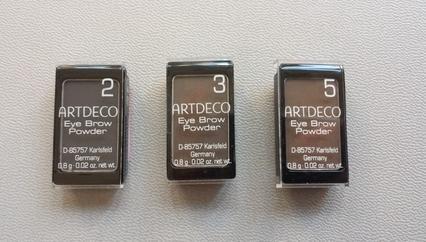 2
ARTDECO
Eye Brow
Powder
D-85757 Karlsfeld
Germany
0,8 g · 0.02 oz. net wt.
3
ARTDECO
Eye Brow
Powder
D-85757 Karlsfeld
Germany
0,8 g · 0.02 oz. net wt.
5
ARTDECO
Eye Brow
Powder
D-85757 Karlsfeld
Germany
0,8 g · 0.02 oz. net wt.